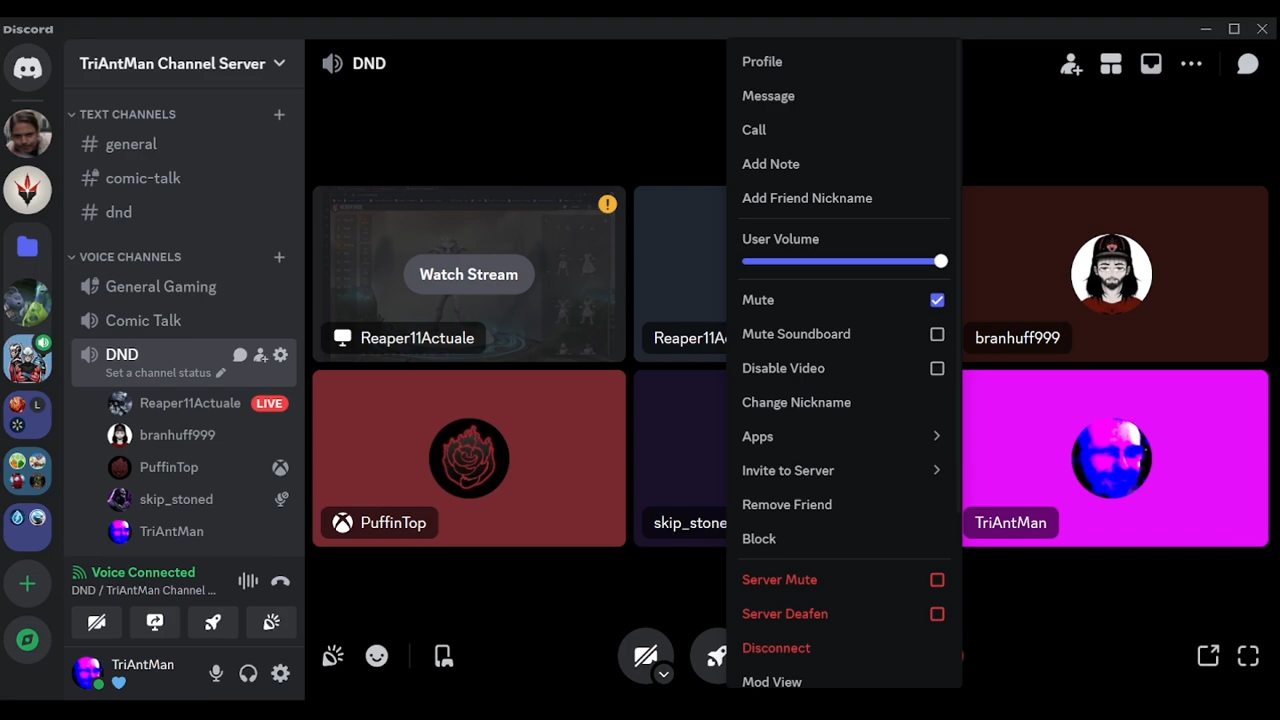 Discord
TriAntMan Channel Server
TEXT CHANNELS
general
comic-talk
dnd
VOICE CHANNELS
General Gaming
Comic Talk
DND
Set a channel status
Reaper11Actuale LIVE
branhuff999
PuffinTop
skip_stoned
TriAntMan
Voice Connected
DND / TriAntMan Channel ...
TriAntMan
DND
Watch Stream
Reaper11Actuale
Reaper11A
branhuff999
PuffinTop
skip_stone
TriAntMan
L
Profile
Message
Call
Add Note
Add Friend Nickname
User Volume
Mute
Mute Soundboard
Disable Video
Change Nickname
Apps
Invite to Server
Remove Friend
Block
Server Mute
Server Deafen
Disconnect
Mod View